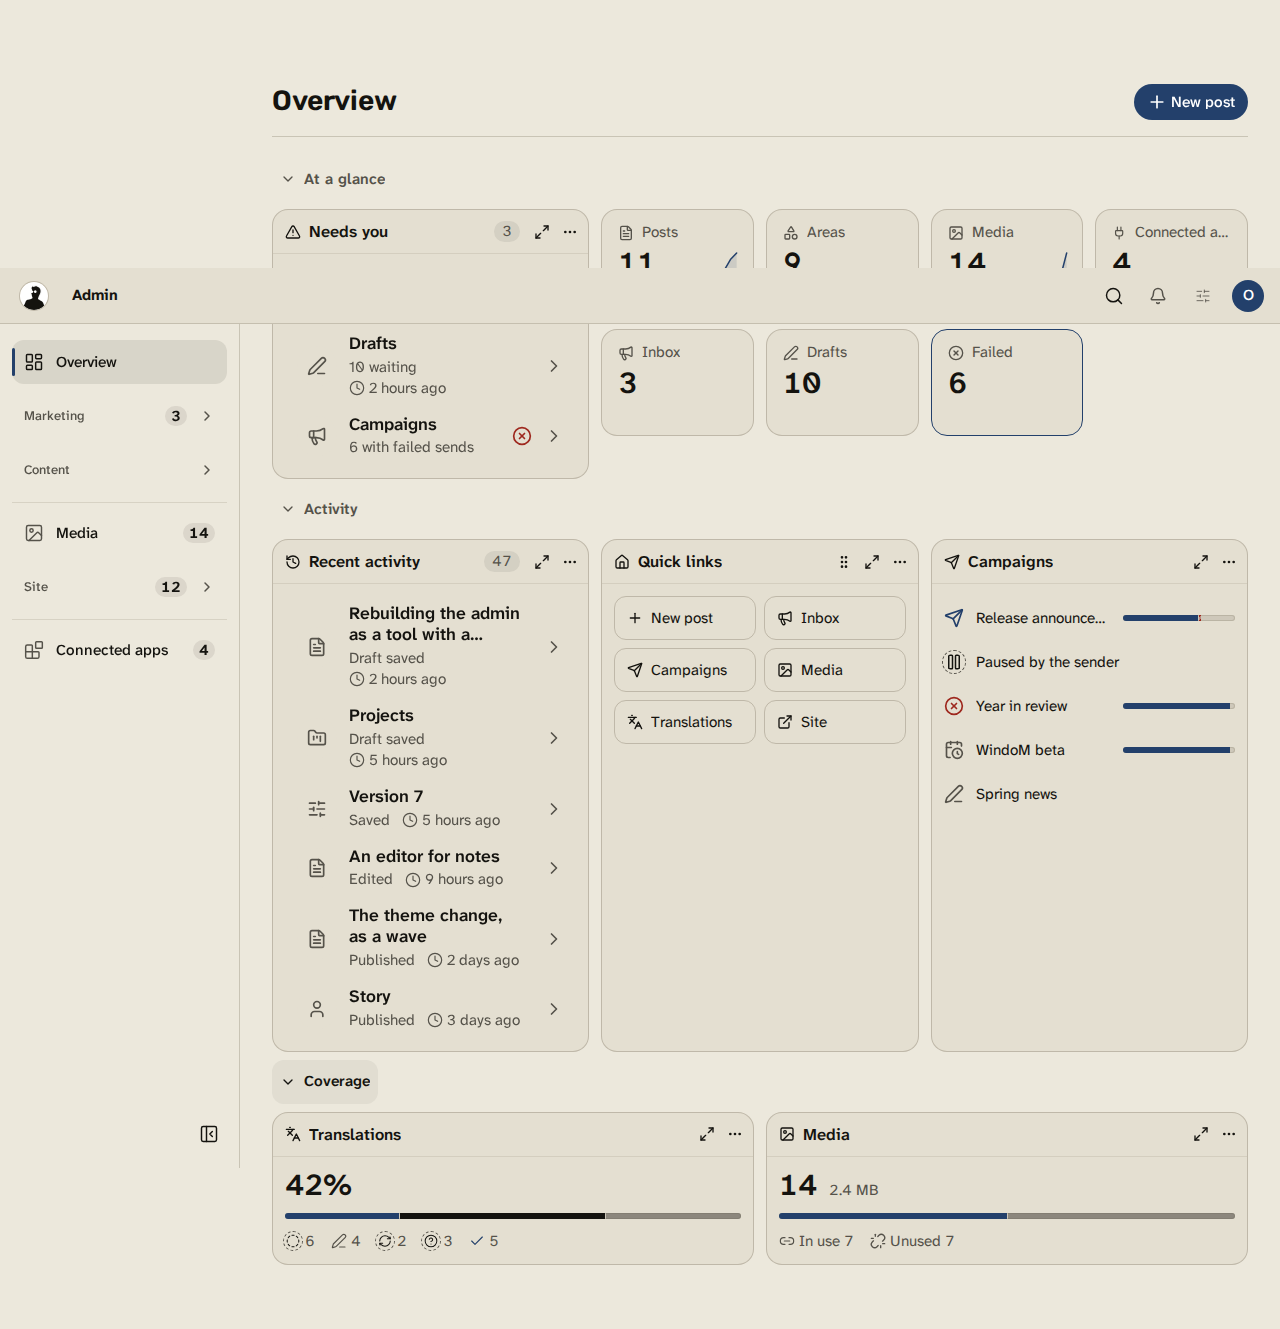 Overview
New post
At a glance
Needs you
3
Posts
11
Areas
9
Media
14
Connected a...
4
Admin
O
Overview
Marketing
3
Content
Media
14
Site
12
Connected apps
4
Drafts
10 waiting
2 hours ago
Campaigns
6 with failed sends
Inbox
3
Drafts
10
Failed
6
Activity
Recent activity
47
Rebuilding the admin
as a tool with a...
Draft saved
2 hours ago
Projects
Draft saved
5 hours ago
Version 7
Saved 5 hours ago
An editor for notes
Edited 9 hours ago
The theme change,
as a wave
Published 2 days ago
Story
Published 3 days ago
Quick links
New post
Inbox
Campaigns
Media
Translations
Site
Campaigns
Release announce...
Paused by the sender
Year in review
WindoM beta
Spring news
Coverage
Translations
42%
6 4 2 3 5
Media
14 2.4 MB
In use 7 Unused 7